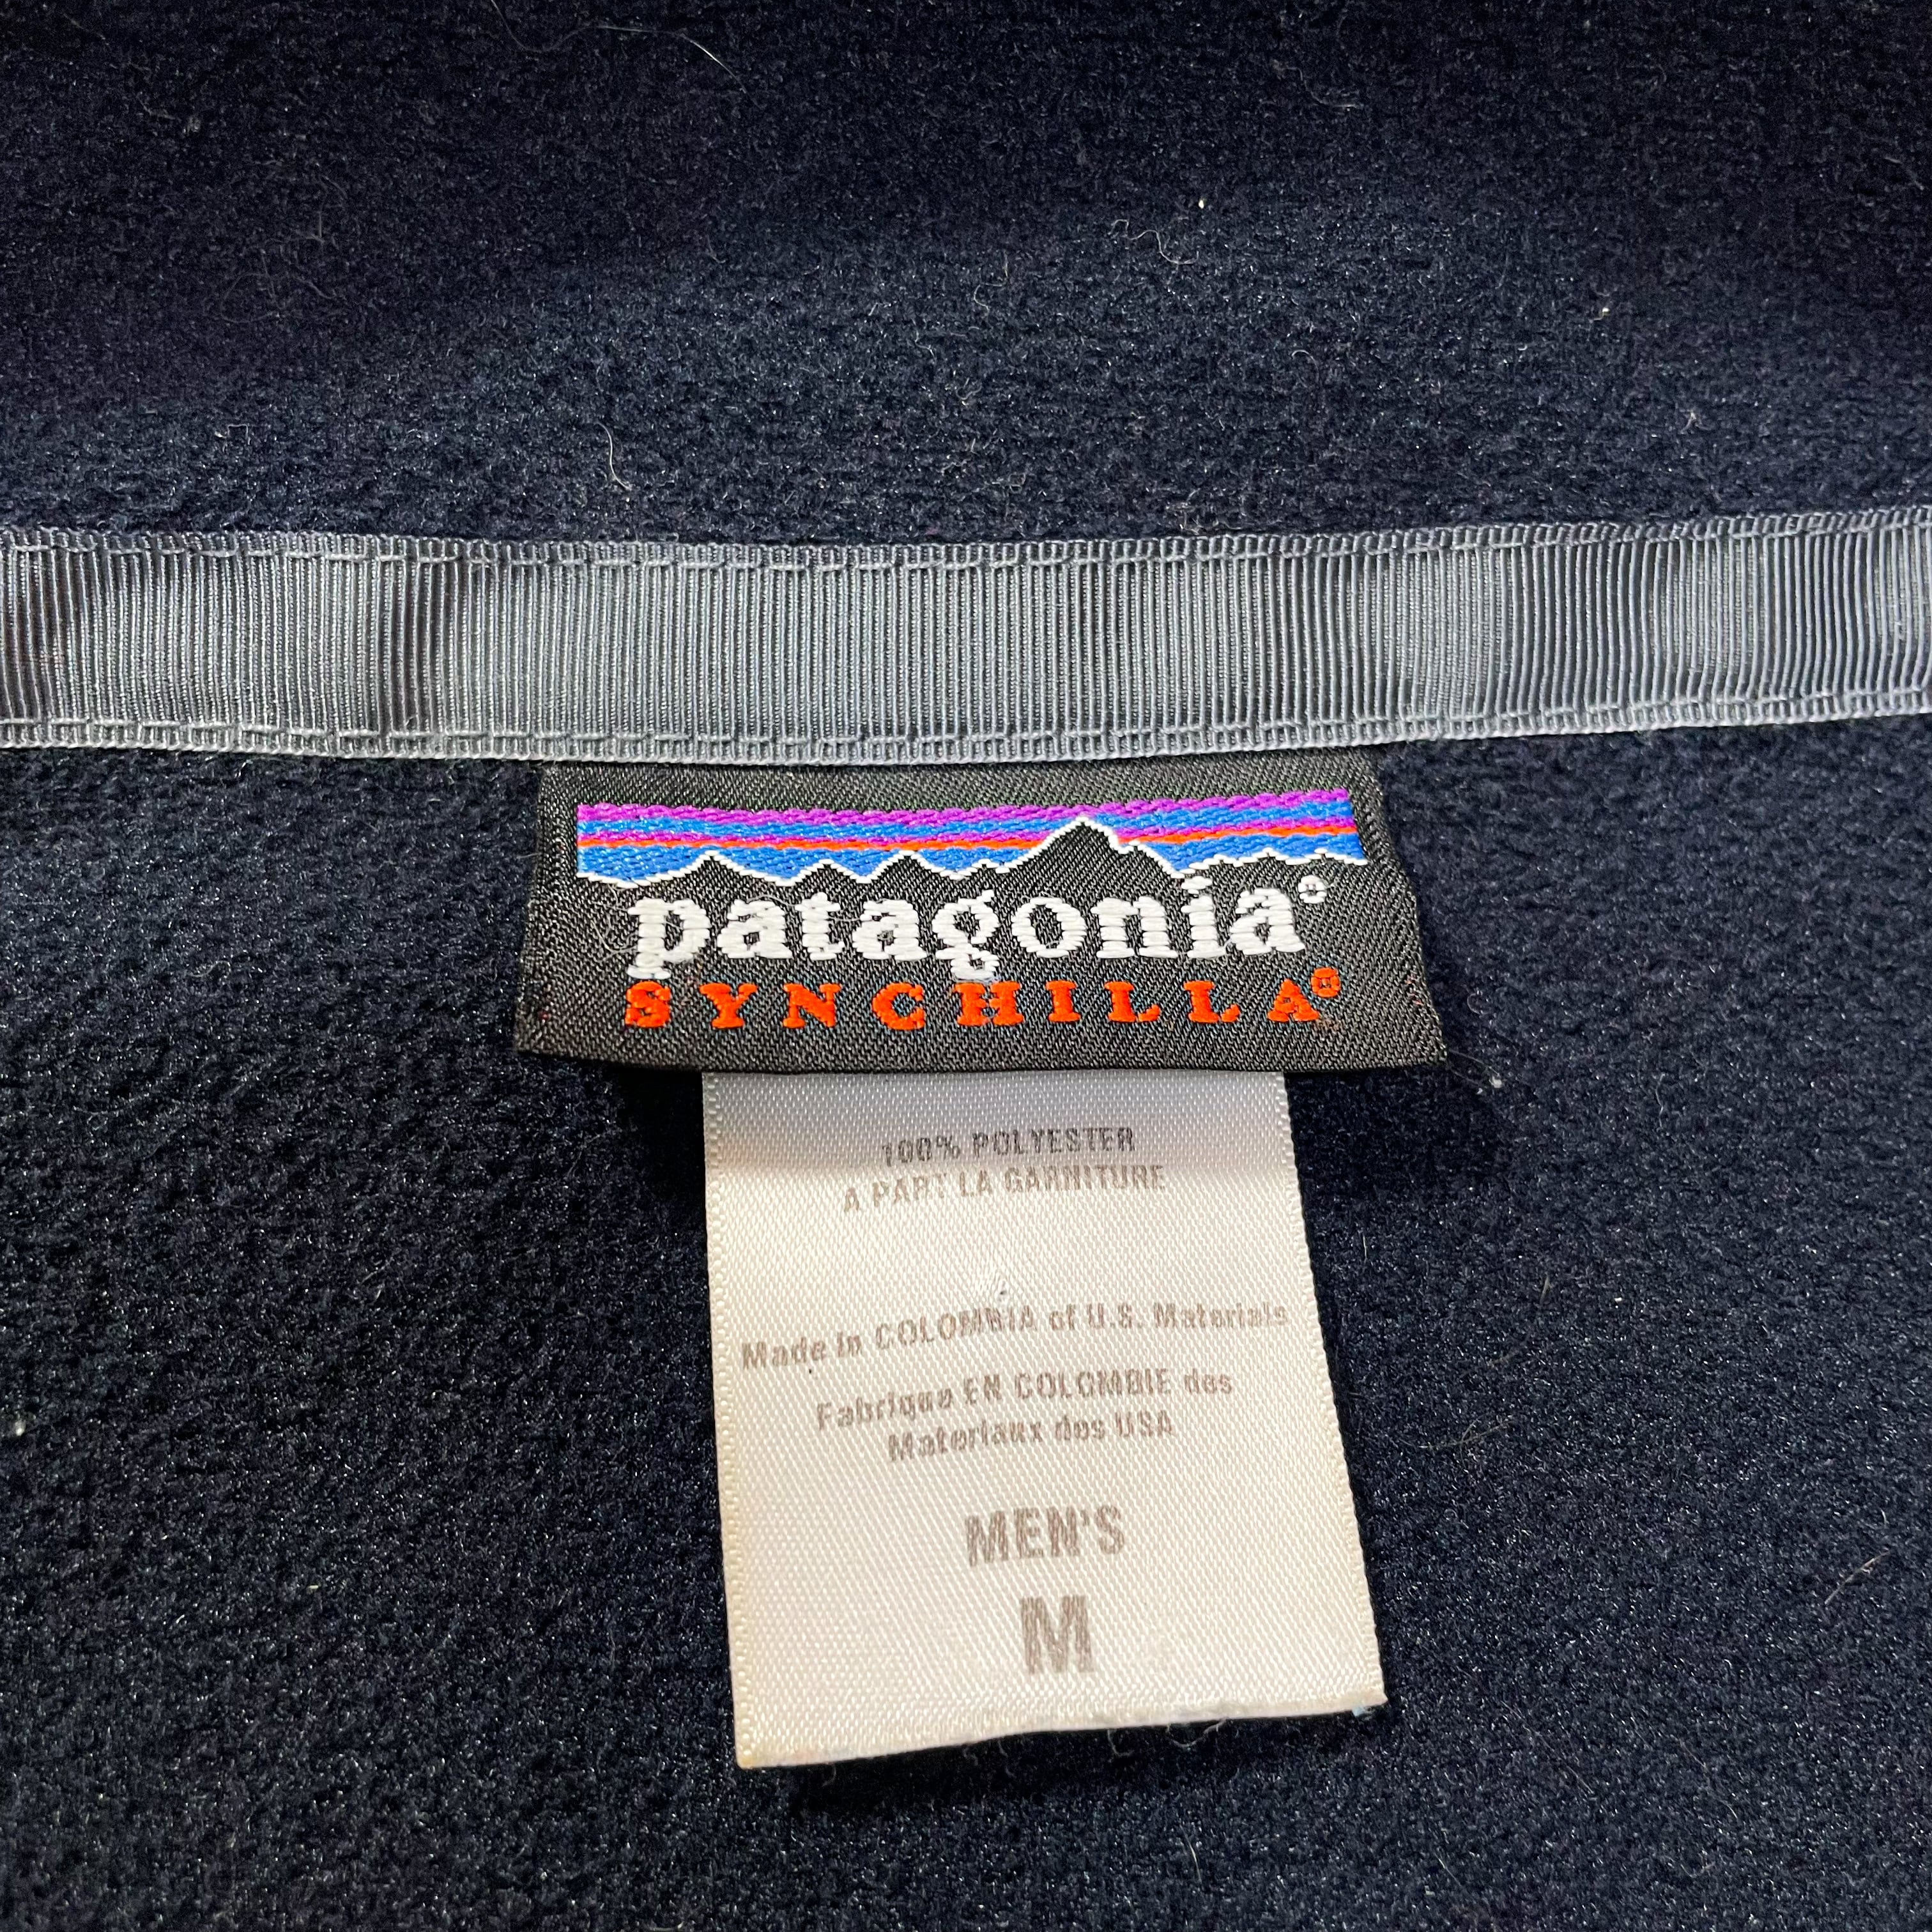 patagonia®
SYNCHILLA®
100% POLYESTER
A PART LA GARNITURE
Made in COLOMBIA of U.S. Materials
Fabrique EN COLOMBIE des
Materiaux des USA
MEN'S
M